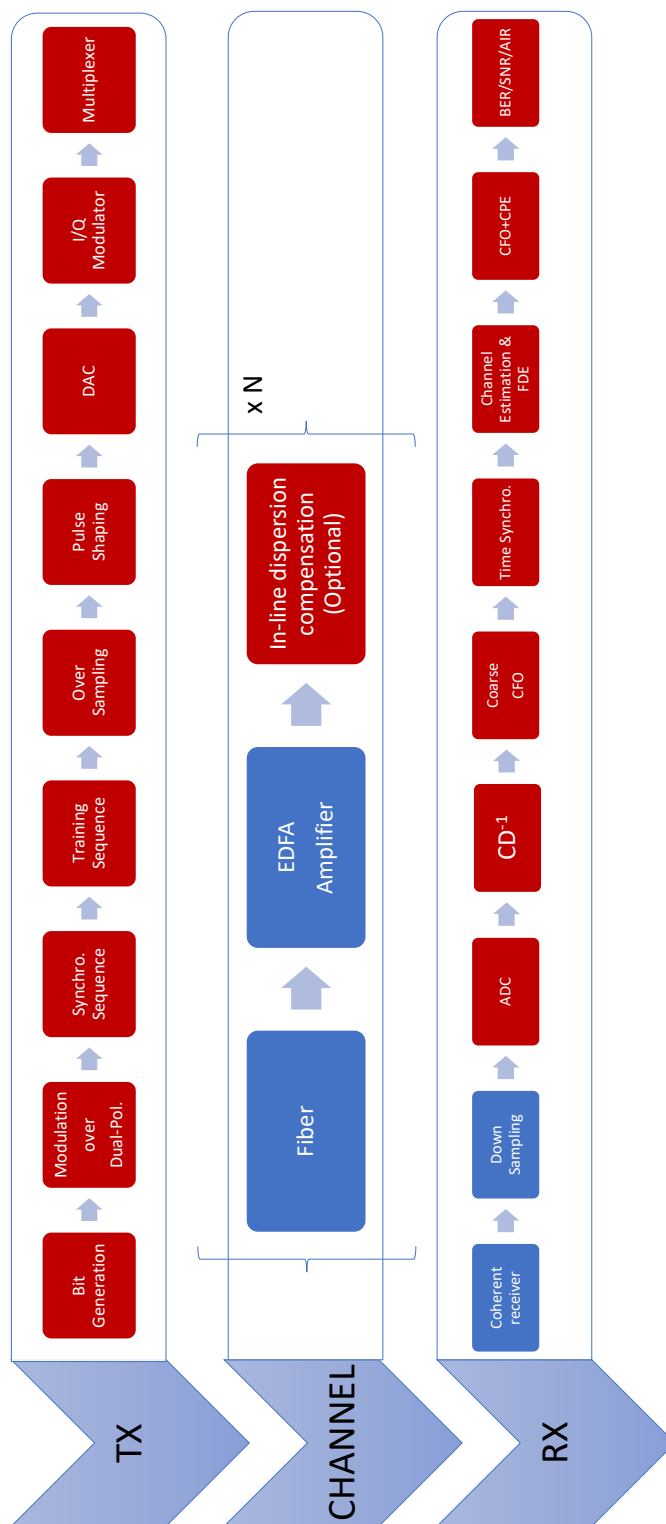 TX
Bit
Generation
Modulation
over
Dual-Pol.
Synchro.
Sequence
Training
Sequence
Over
Sampling
Pulse
Shaping
DAC
I/Q
Modulator
Multiplexer
CHANNEL
Fiber
EDFA
Amplifier
In-line dispersion
compensation
(Optional)
x N
RX
Coherent
receiver
Down
Sampling
ADC
CD⁻¹
Coarse
CFO
Time Synchro.
Channel
Estimation &
FDE
CFO+CPE
BER/SNR/AIR